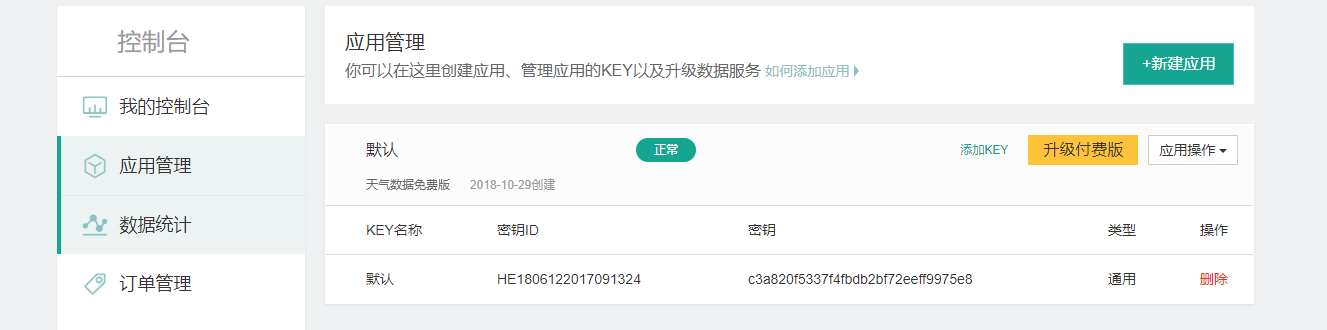 控制台
我的控制台
应用管理
数据统计
订单管理
应用管理
你可以在这里创建应用、管理应用的KEY以及升级数据服务 如何添加应用
+新建应用
默认 正常 添加KEY 升级付费版 应用操作
天气数据免费版 2018-10-29创建
KEY名称 密钥ID 密钥 类型 操作
默认 HE1806122017091324 c3a820f5337f4fbdb2bf72eeff9975e8 通用 删除